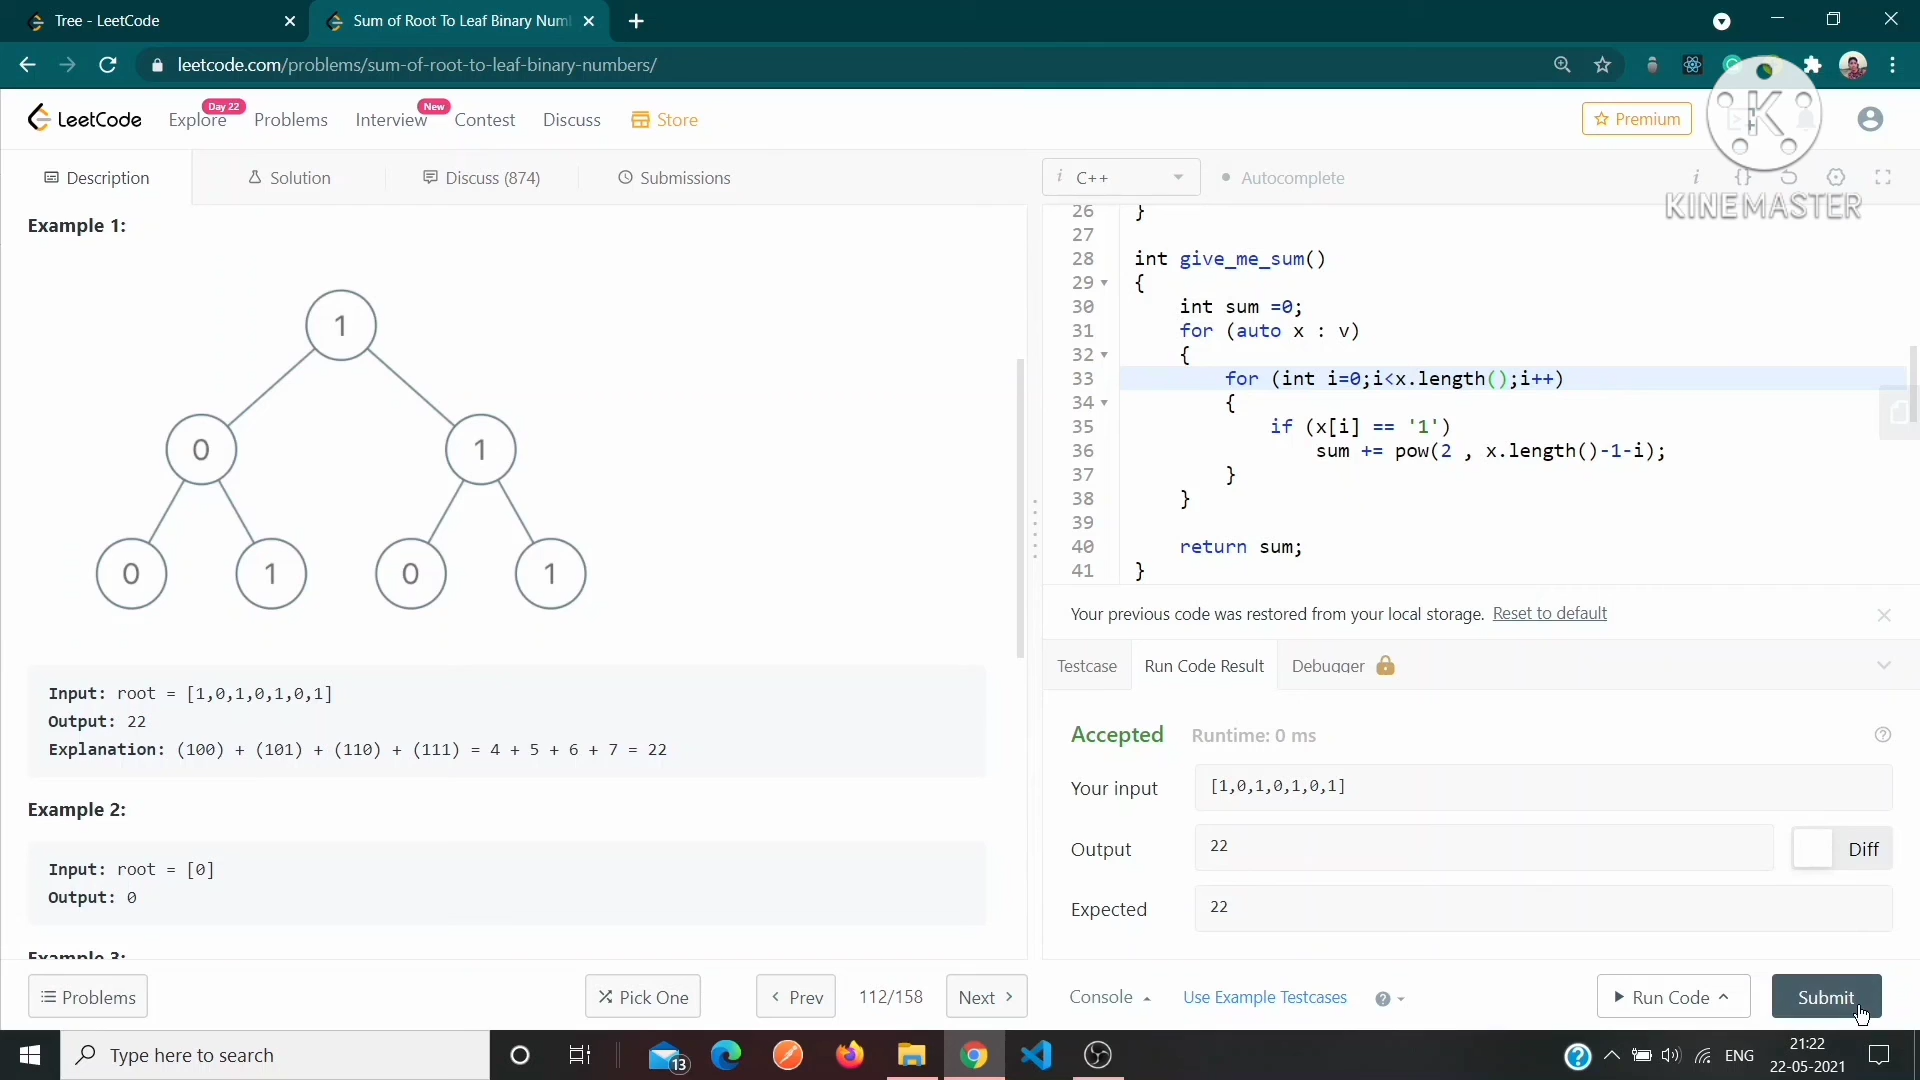 Tree - LeetCode
Sum of Root To Leaf Binary Num
leetcode.com/problems/sum-of-root-to-leaf-binary-numbers/
LeetCode Explore Day 22 Problems Interview New Contest Discuss Store Premium
K
KINEMASTER
Description Solution Discuss (874) Submissions
i C++ Autocomplete
Example 1:
1
0 1
0 1 0 1
Input: root = [1,0,1,0,1,0,1]
Output: 22
Explanation: (100) + (101) + (110) + (111) = 4 + 5 + 6 + 7 = 22
Example 2:
Input: root = [0]
Output: 0
Example 3:
26 }
27
28 int give_me_sum()
29 {
30 int sum =0;
31 for (auto x : v)
32 {
33 for (int i=0;i<x.length();i++)
34 {
35 if (x[i] == '1')
36 sum += pow(2 , x.length()-1-i);
37 }
38 }
39
40 return sum;
41 }
Your previous code was restored from your local storage. Reset to default
Testcase Run Code Result Debugger
Accepted Runtime: 0 ms
Your input [1,0,1,0,1,0,1]
Output 22 Diff
Expected 22
Problems Pick One Prev 112/158 Next Console Use Example Testcases Run Code Submit
Type here to search
13
ENG
21:22
22-05-2021